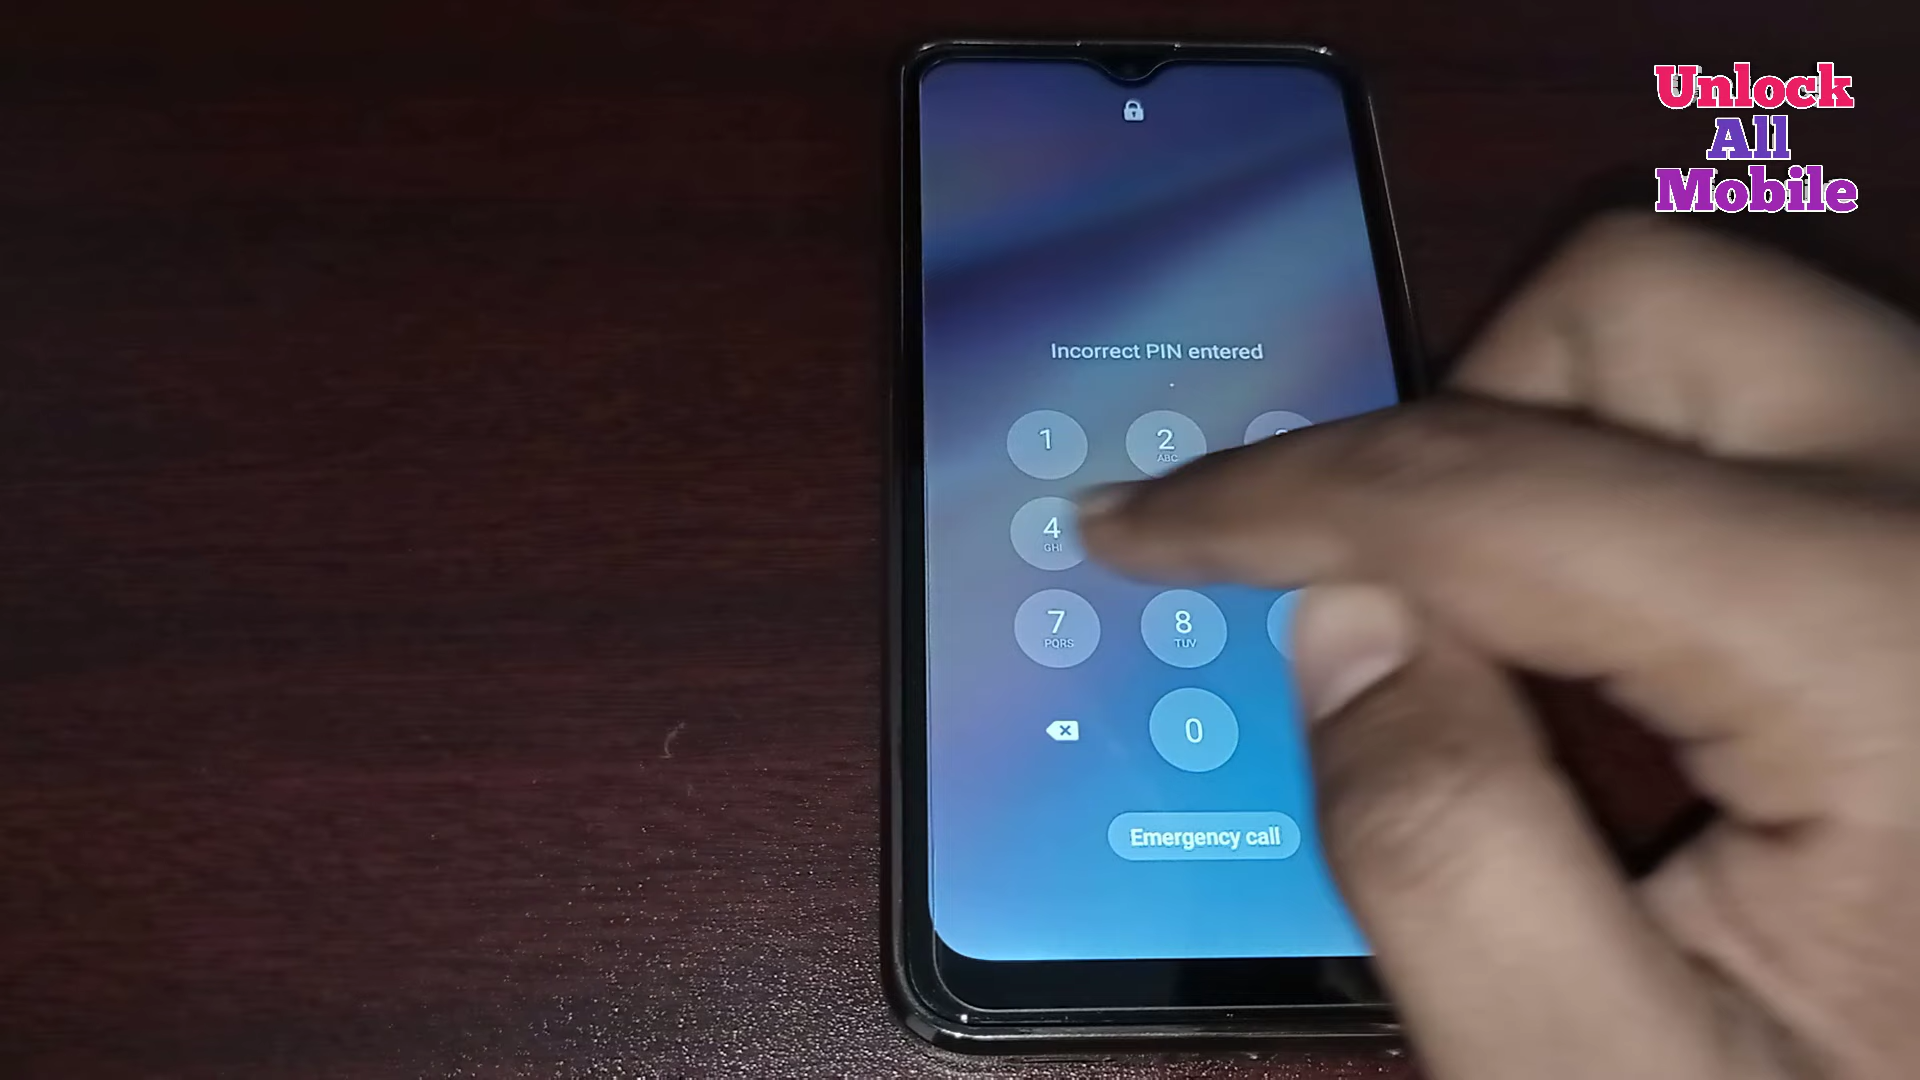 Unlock
All
Mobile
Incorrect PIN entered
1
2
ABC
4
GHI
7
PQRS
8
TUV
0
Emergency call